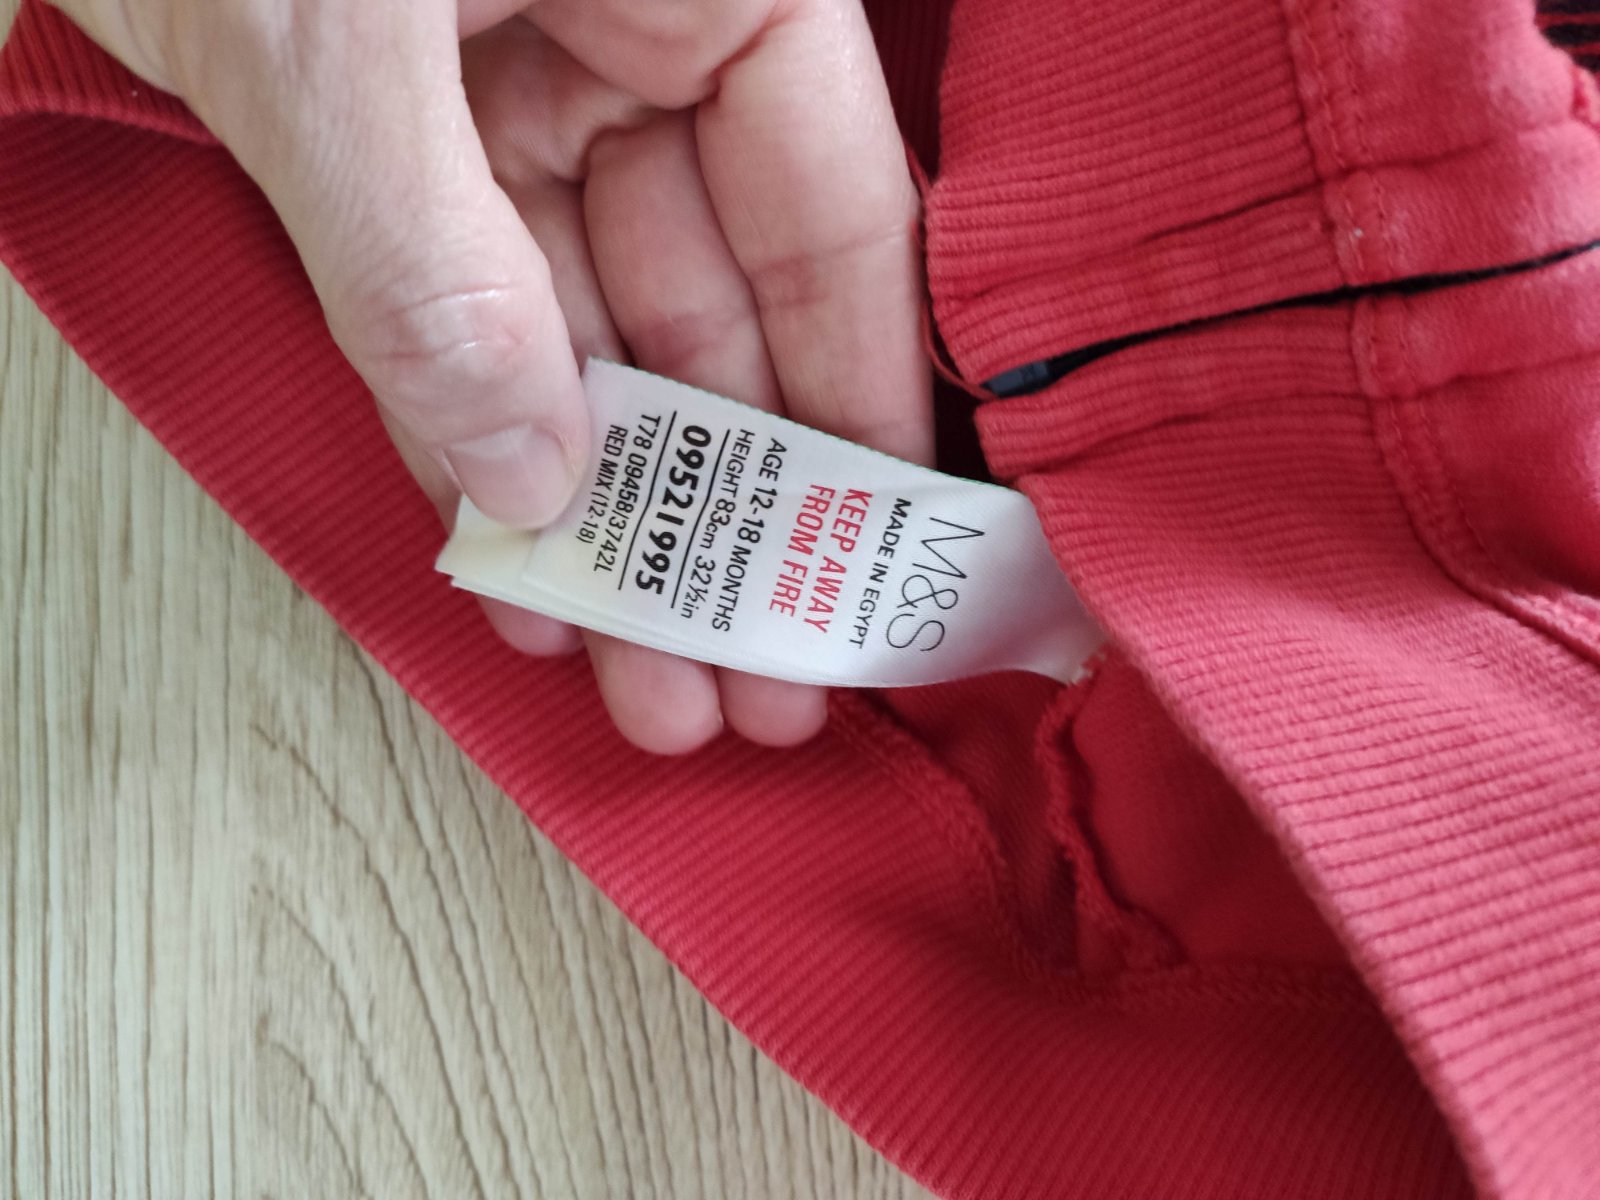 M&S
MADE IN EGYPT
KEEP AWAY
FROM FIRE
AGE 12-18 MONTHS
HEIGHT 83cm 32½in
09521995
T78 09458/3742L
RED MIX (12-18)